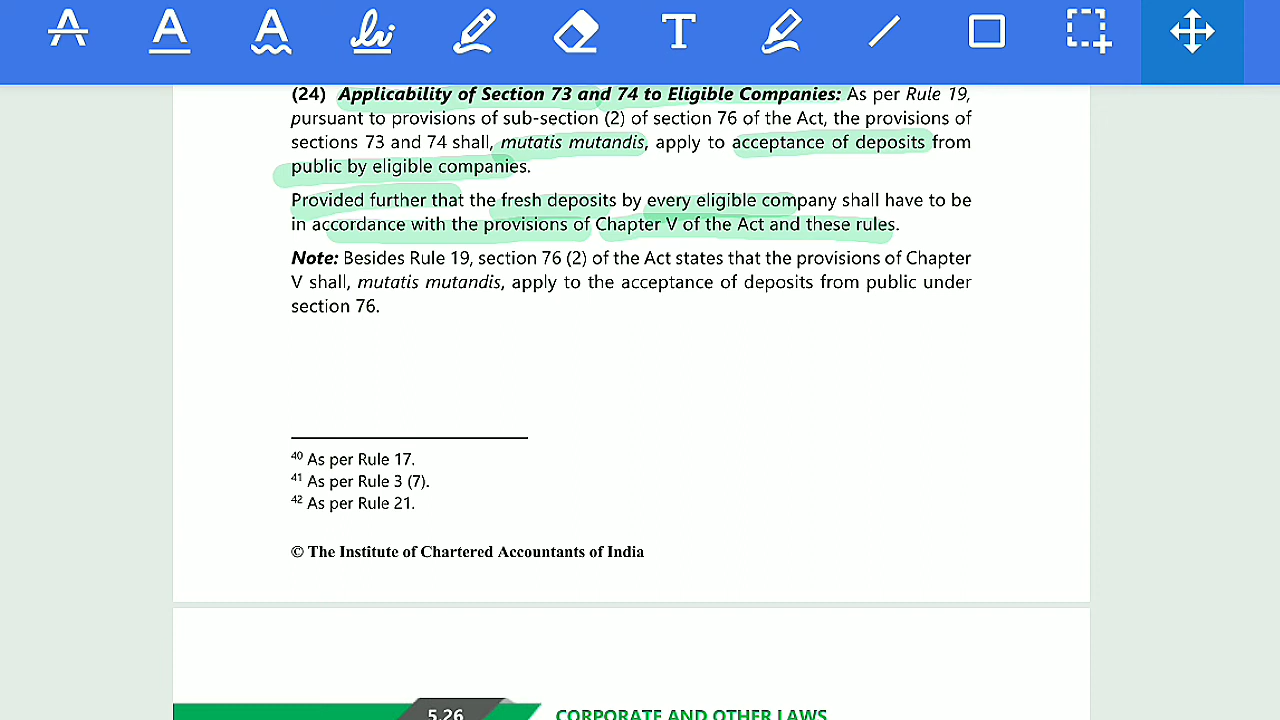 (24) Applicability of Section 73 and 74 to Eligible Companies: As per Rule 19,
pursuant to provisions of sub-section (2) of section 76 of the Act, the provisions of
sections 73 and 74 shall, mutatis mutandis, apply to acceptance of deposits from
public by eligible companies.
Provided further that the fresh deposits by every eligible company shall have to be
in accordance with the provisions of Chapter V of the Act and these rules.
Note: Besides Rule 19, section 76 (2) of the Act states that the provisions of Chapter
V shall, mutatis mutandis, apply to the acceptance of deposits from public under
section 76.
40 As per Rule 17.
41 As per Rule 3 (7).
42 As per Rule 21.
© The Institute of Chartered Accountants of India
5.26 CORPORATE AND OTHER LAWS